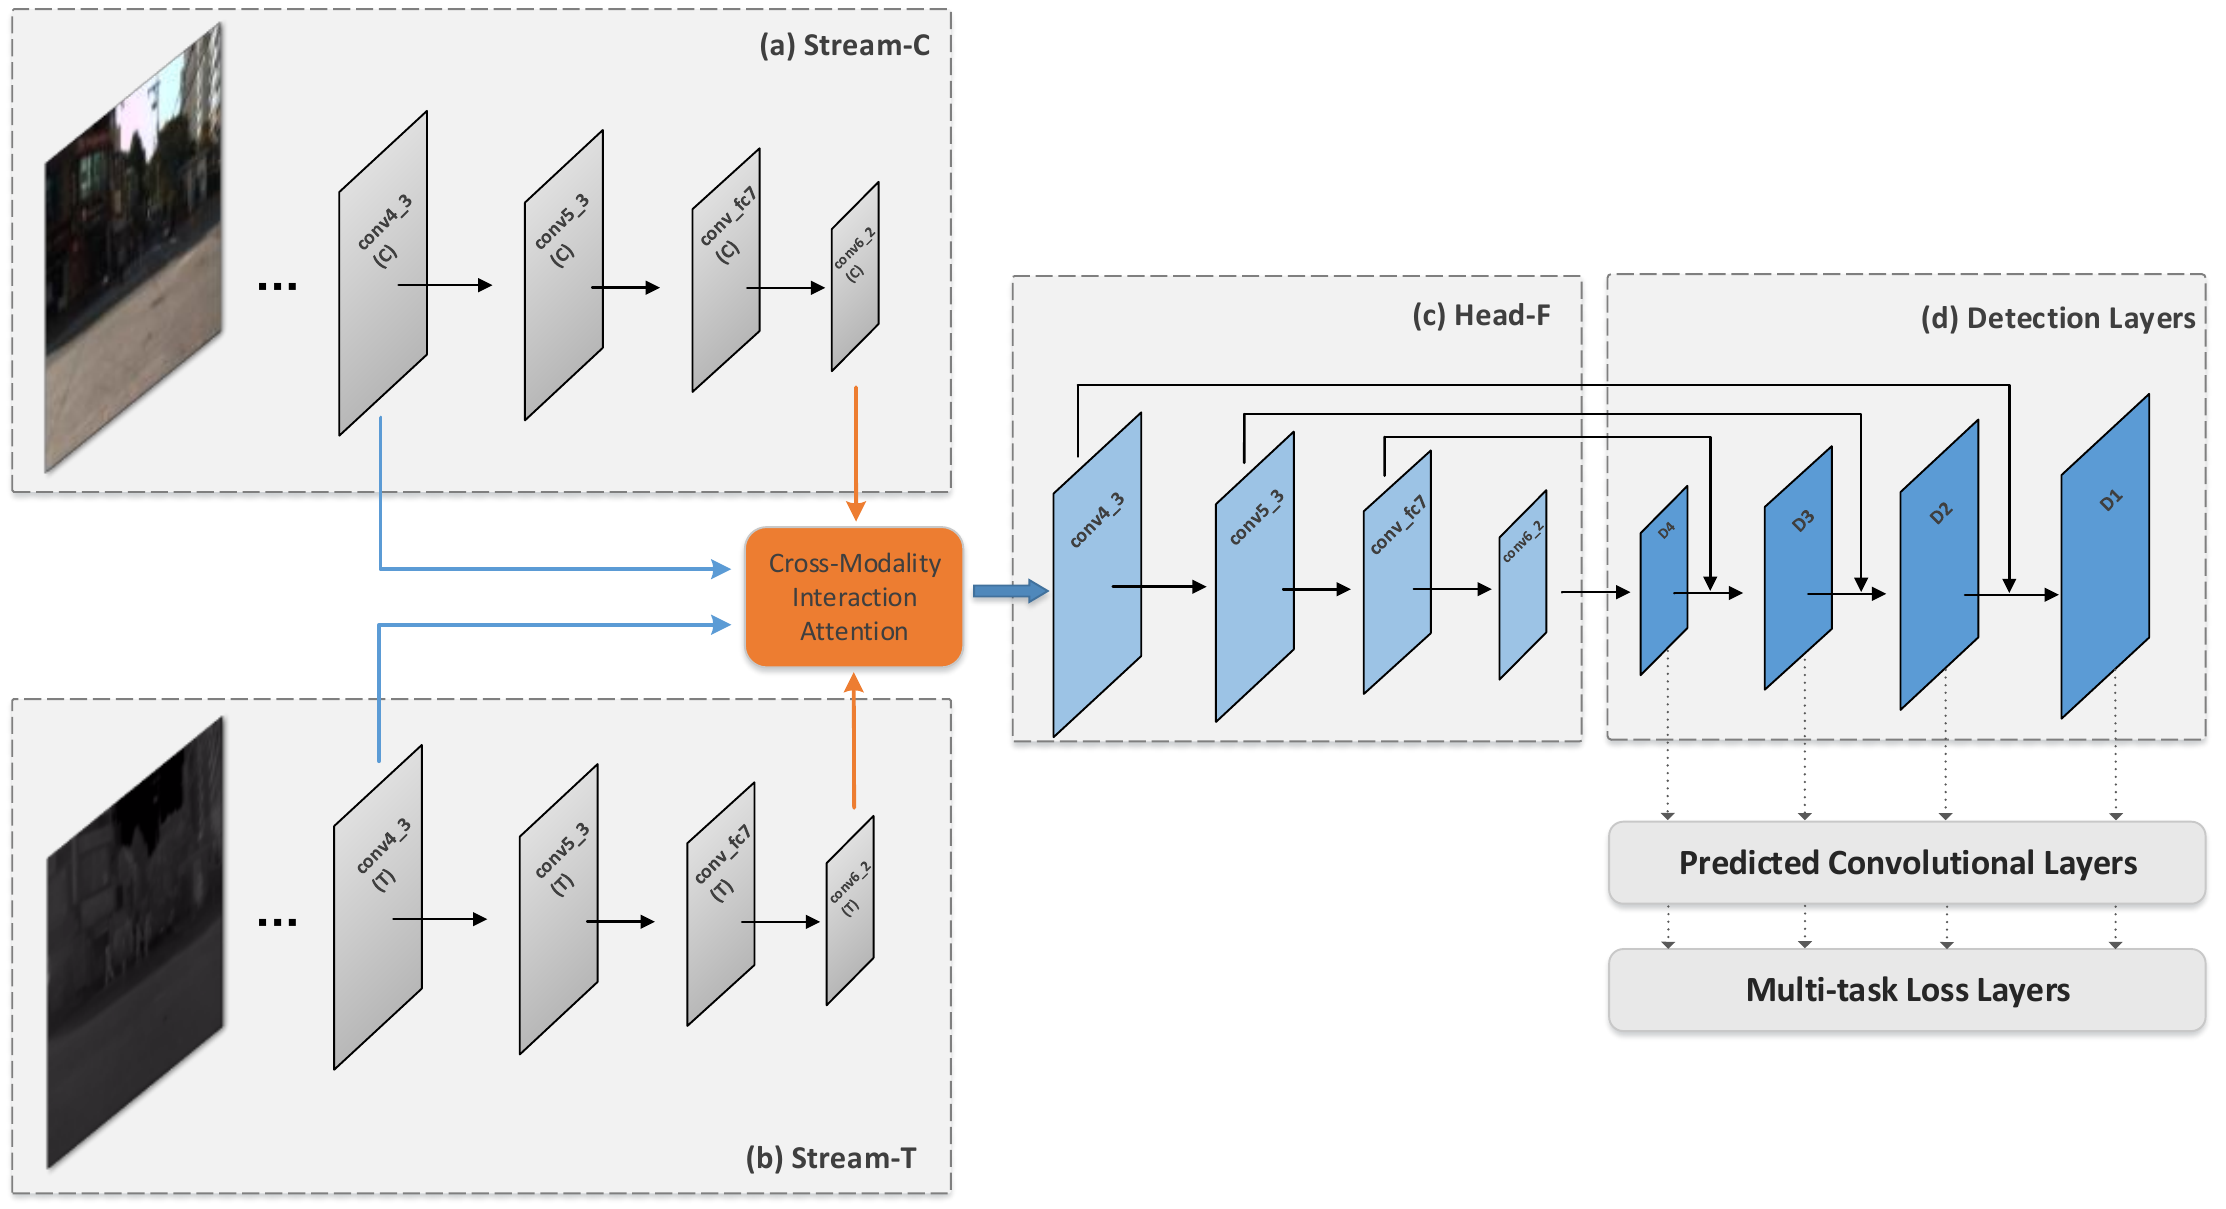 (a) Stream-C
conv4_3
(C)
conv5_3
(C)
conv_fc7
(C)
conv6_2
(C)
...
Cross-Modality
Interaction
Attention
(b) Stream-T
conv4_3
(T)
conv5_3
(T)
conv_fc7
(T)
conv6_2
(T)
...
(c) Head-F
conv4_3
conv5_3
conv_fc7
conv6_2
(d) Detection Layers
D4
D3
D2
D1
Predicted Convolutional Layers
Multi-task Loss Layers